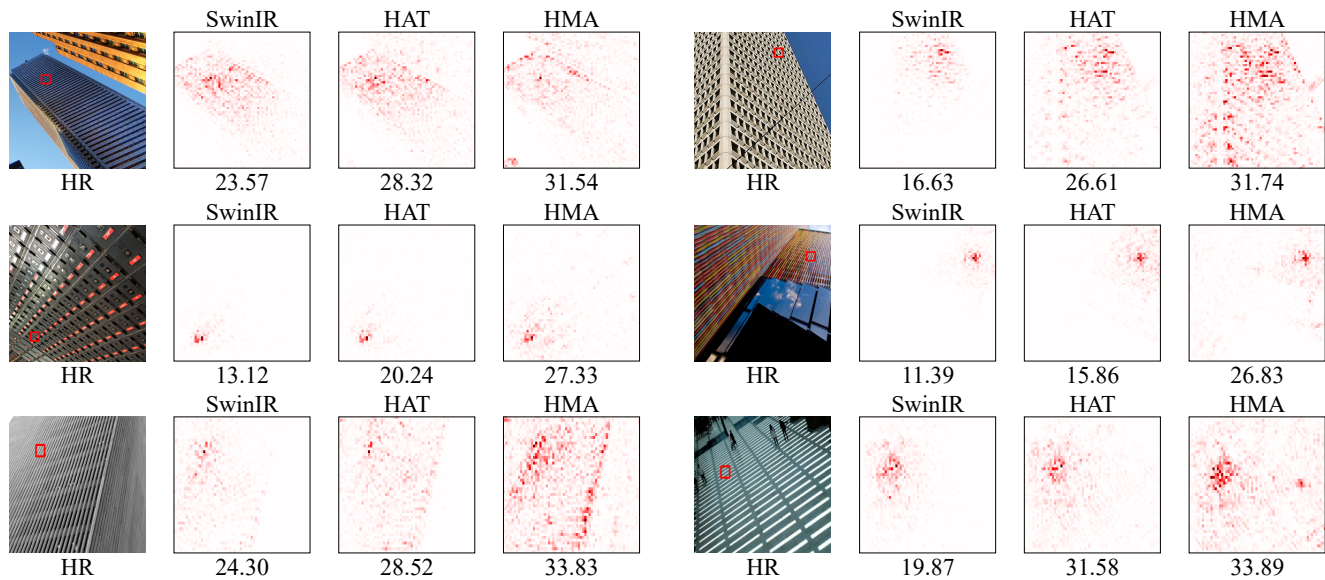 SwinIR HAT HMA SwinIR HAT HMA
HR 23.57 28.32 31.54 HR 16.63 26.61 31.74
SwinIR HAT HMA SwinIR HAT HMA
HR 13.12 20.24 27.33 HR 11.39 15.86 26.83
SwinIR HAT HMA SwinIR HAT HMA
HR 24.30 28.52 33.83 HR 19.87 31.58 33.89